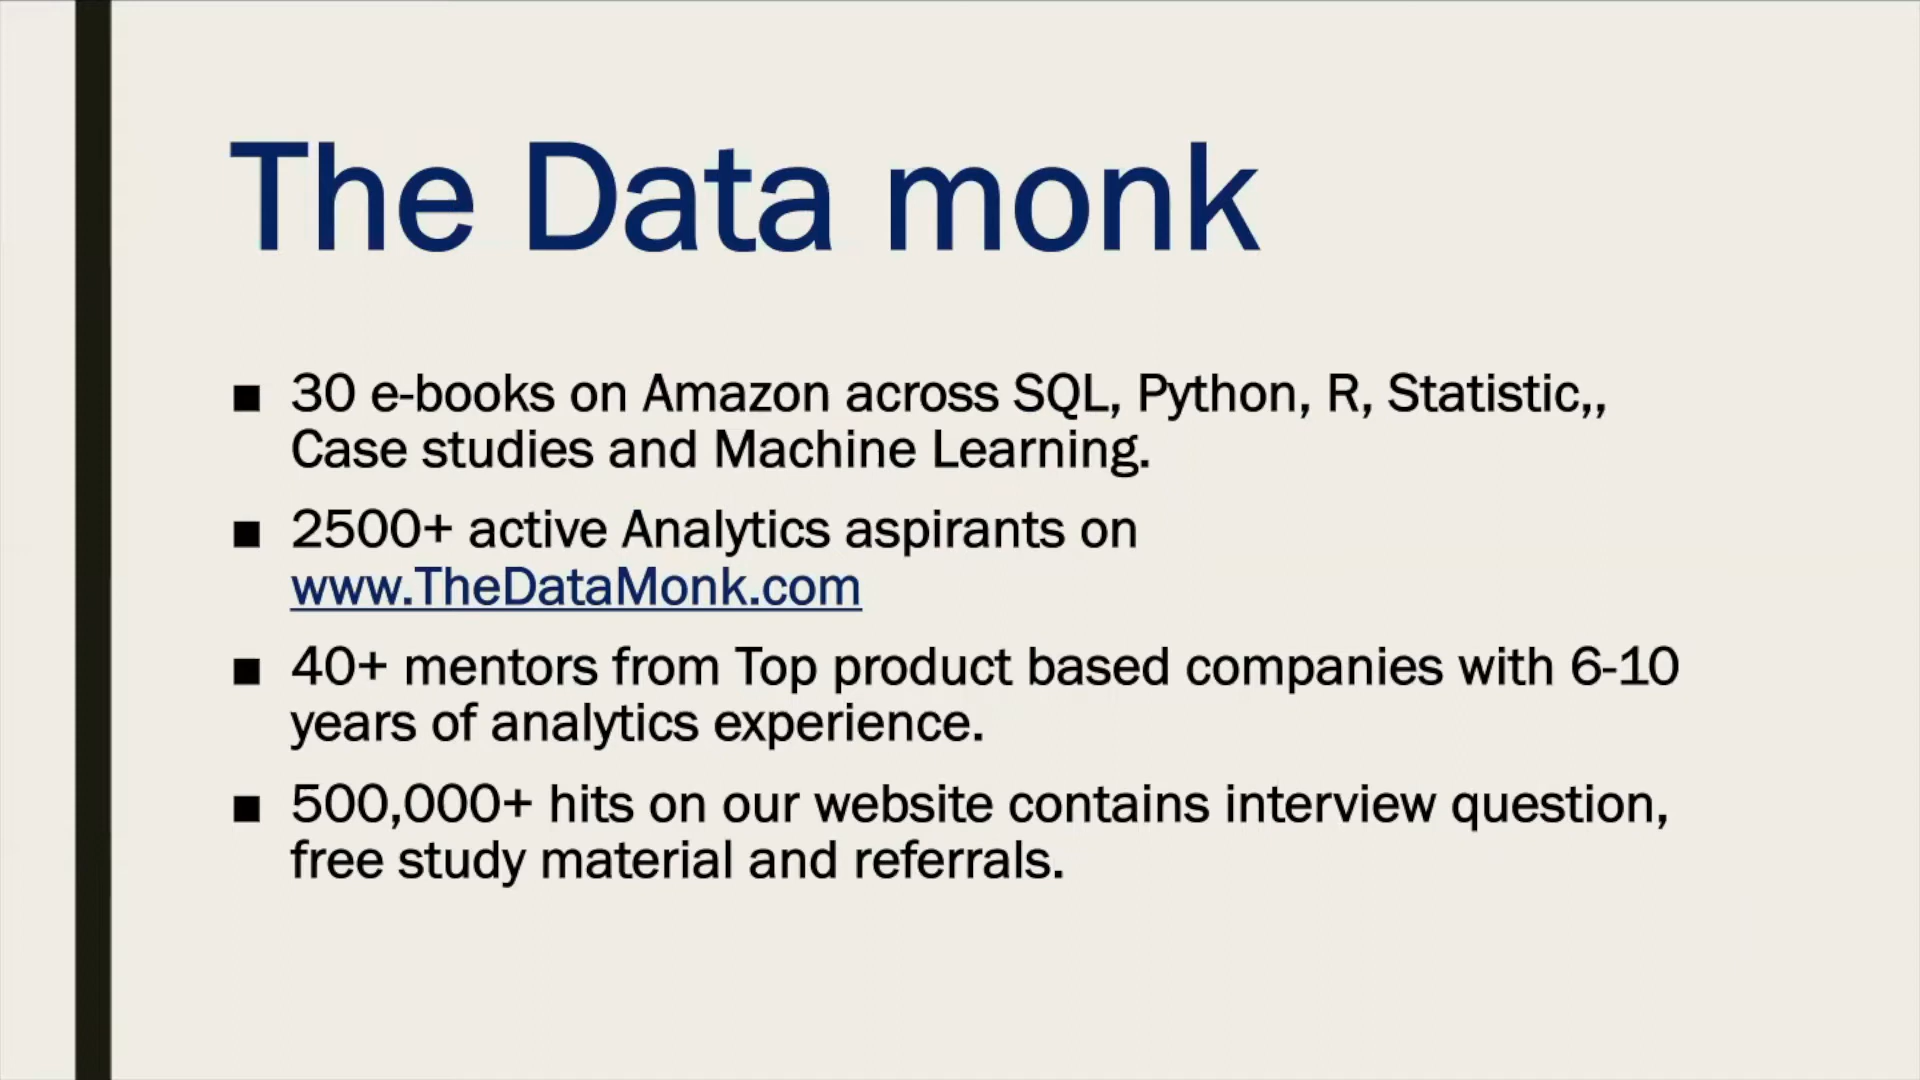 The Data monk
■ 30 e-books on Amazon across SQL, Python, R, Statistic,,
Case studies and Machine Learning.
■ 2500+ active Analytics aspirants on
www.TheDataMonk.com
■ 40+ mentors from Top product based companies with 6-10
years of analytics experience.
■ 500,000+ hits on our website contains interview question,
free study material and referrals.